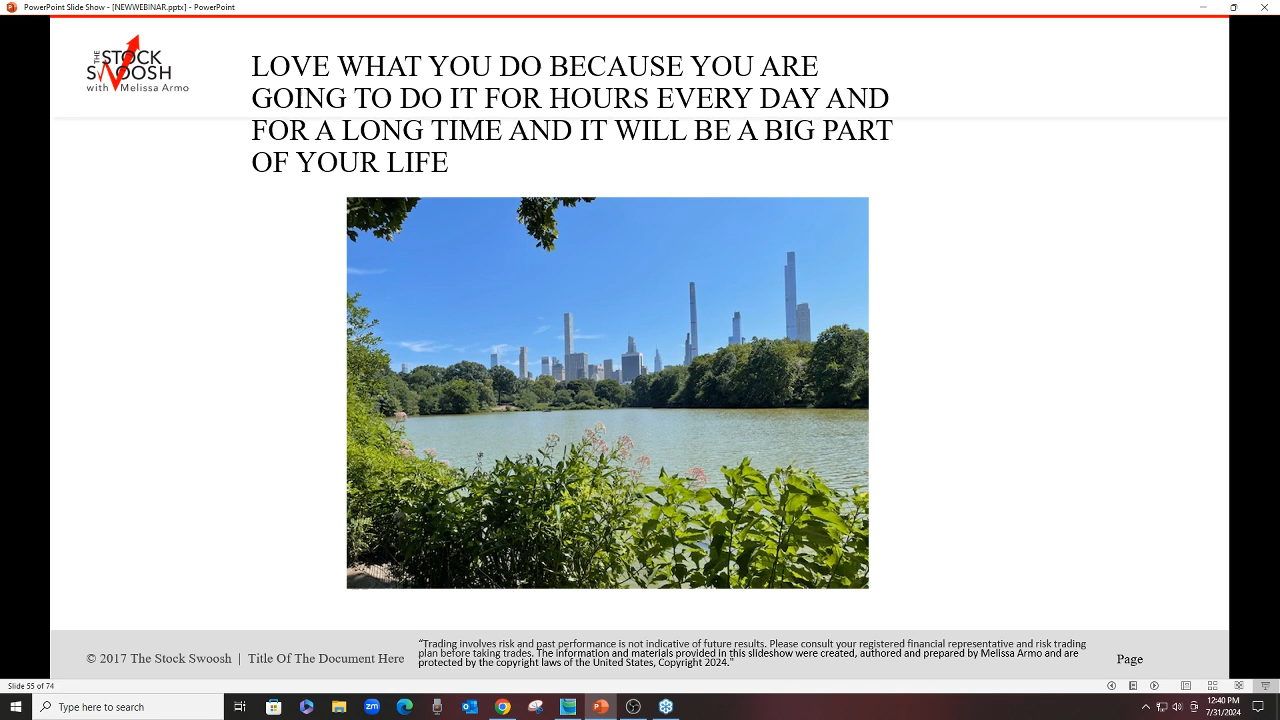 PowerPoint Slide Show - [NEWWEBINAR.pptx] - PowerPoint
THE STOCK
SWOOSH
with Melissa Armo
LOVE WHAT YOU DO BECAUSE YOU ARE
GOING TO DO IT FOR HOURS EVERY DAY AND
FOR A LONG TIME AND IT WILL BE A BIG PART
OF YOUR LIFE
© 2017 The Stock Swoosh | Title Of The Document Here
"Trading involves risk and past performance is not indicative of future results. Please consult your registered financial representative and risk trading
plan before taking trades. The information and materials provided in this slideshow were created, authored and prepared by Melissa Armo and are
protected by the copyright laws of the United States, Copyright 2024."
Page
Slide 55 of 74
Type here to search
zm
12:40 PM
7/31/2024